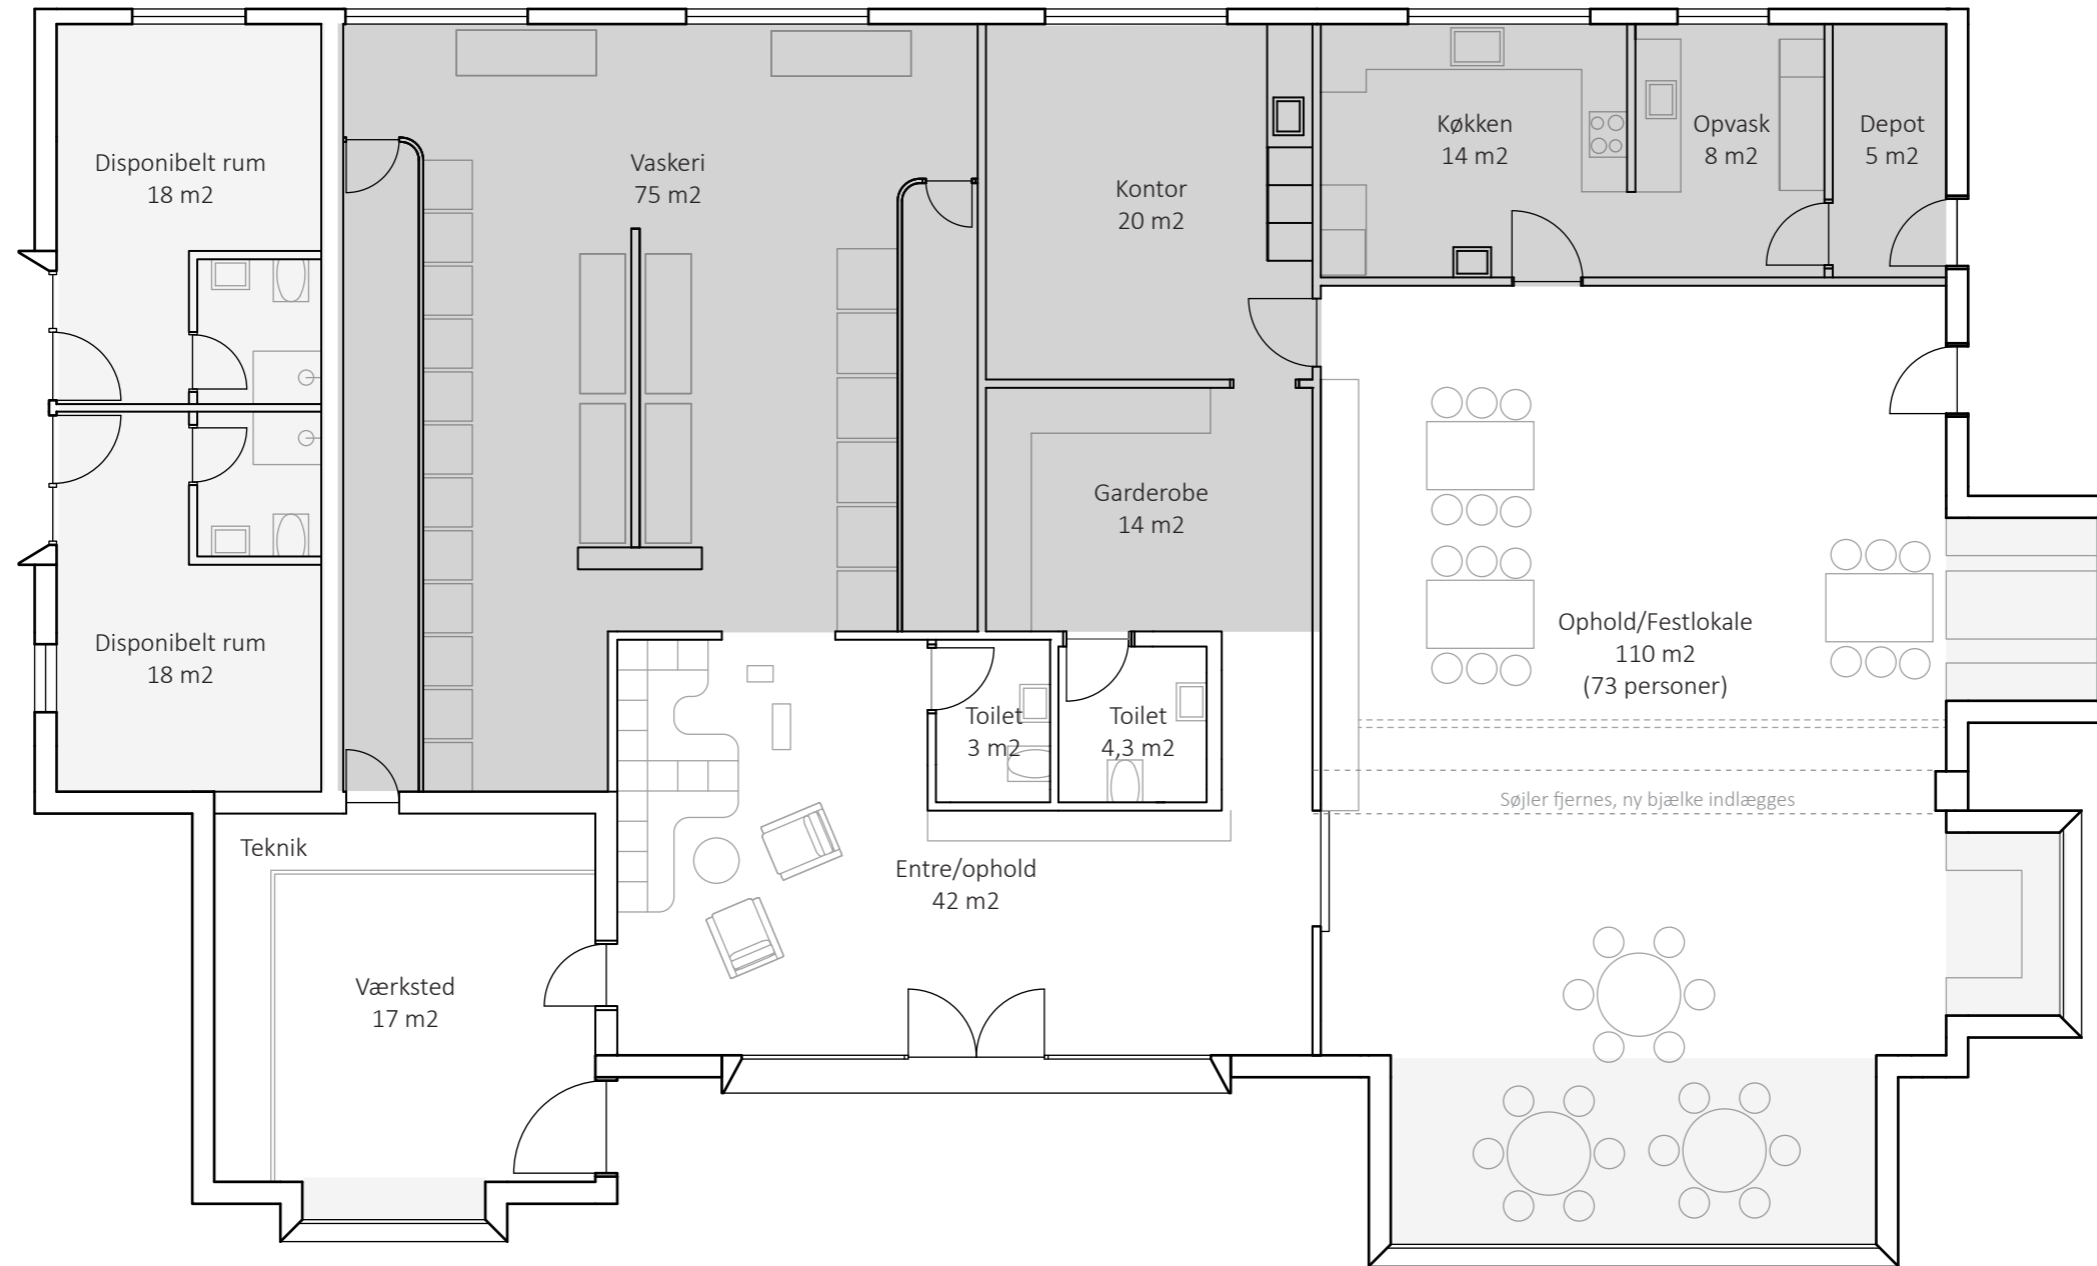 Disponibelt rum
18 m2
Vaskeri
75 m2
Kontor
20 m2
Køkken
14 m2
Opvask
8 m2
Depot
5 m2
Garderobe
14 m2
Disponibelt rum
18 m2
Ophold/Festlokale
110 m2
(73 personer)
Toilet
3 m2
Toilet
4,3 m2
Søjler fjernes, ny bjælke indlægges
Teknik
Entre/ophold
42 m2
Værksted
17 m2